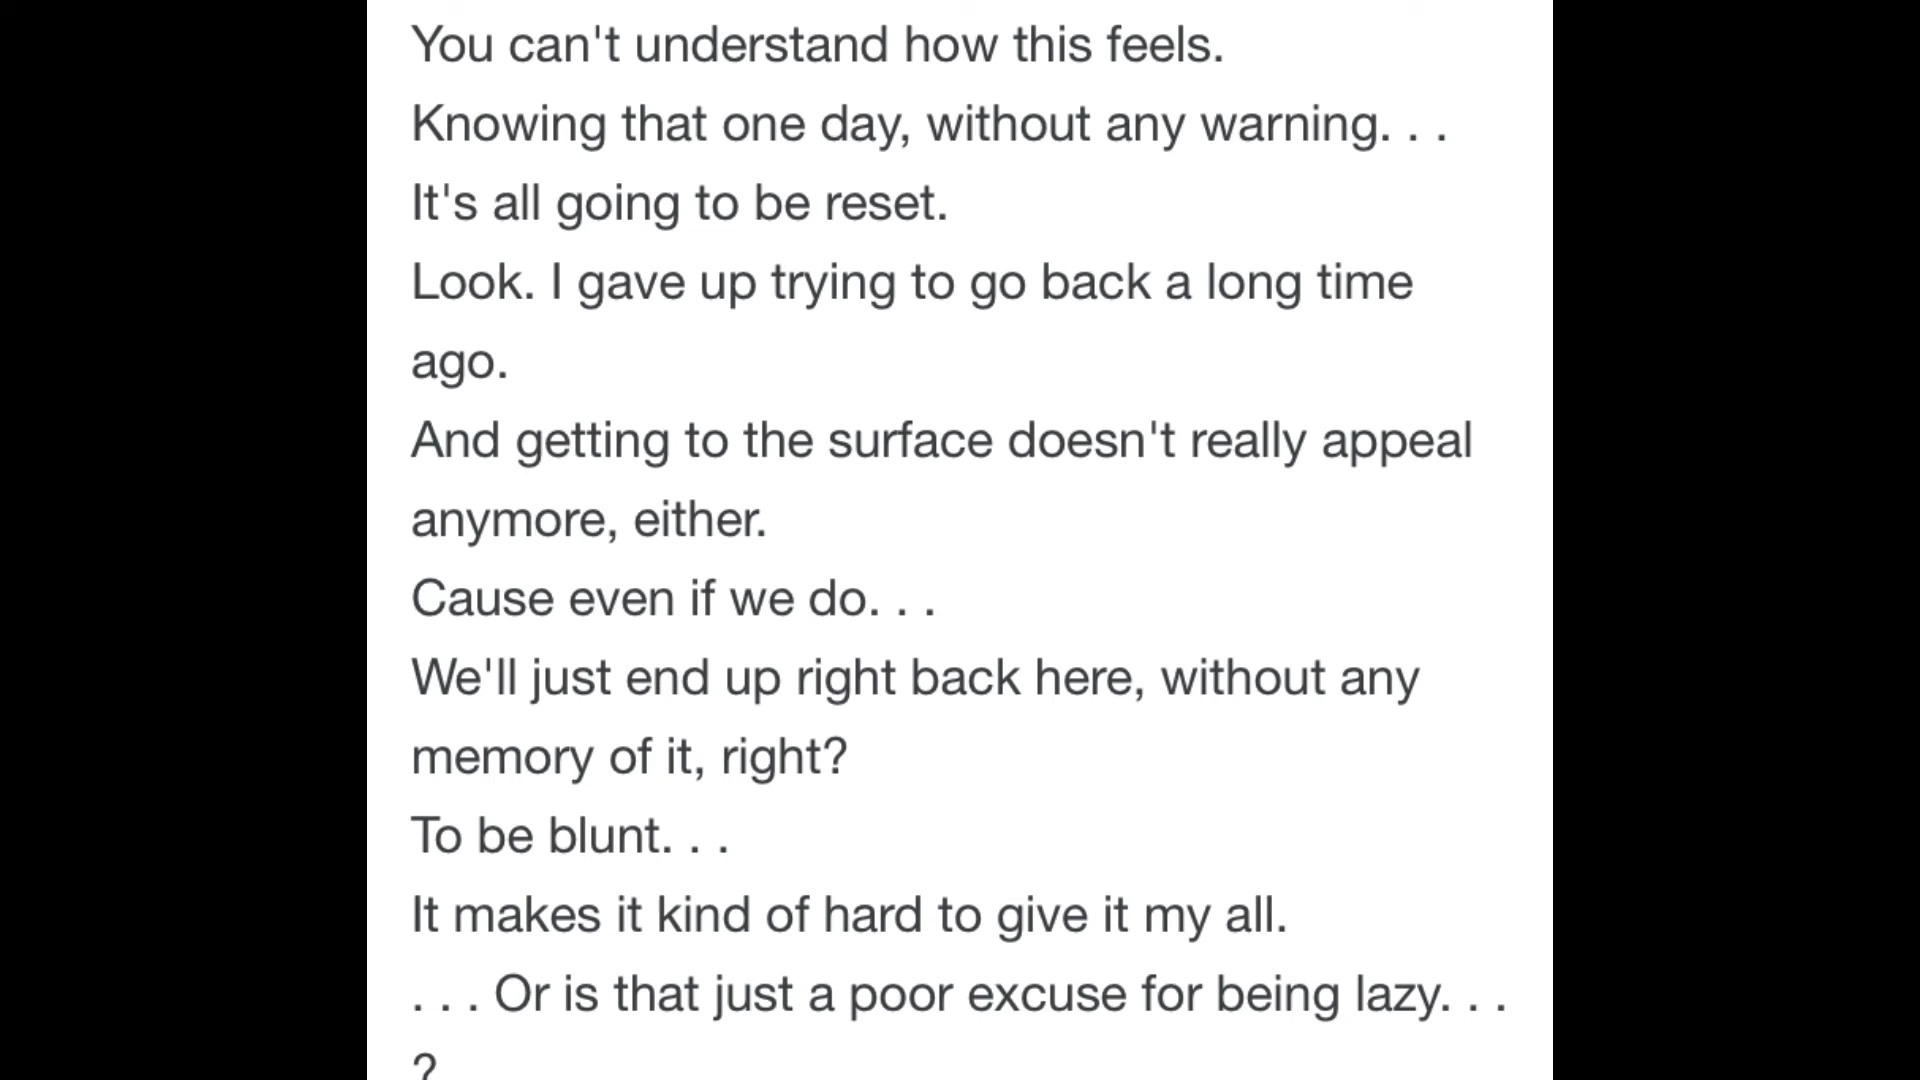 You can't understand how this feels.
Knowing that one day, without any warning. . .
It's all going to be reset.
Look. I gave up trying to go back a long time
ago.
And getting to the surface doesn't really appeal
anymore, either.
Cause even if we do. . .
We'll just end up right back here, without any
memory of it, right?
To be blunt. . .
It makes it kind of hard to give it my all.
. . . Or is that just a poor excuse for being lazy. . .
?